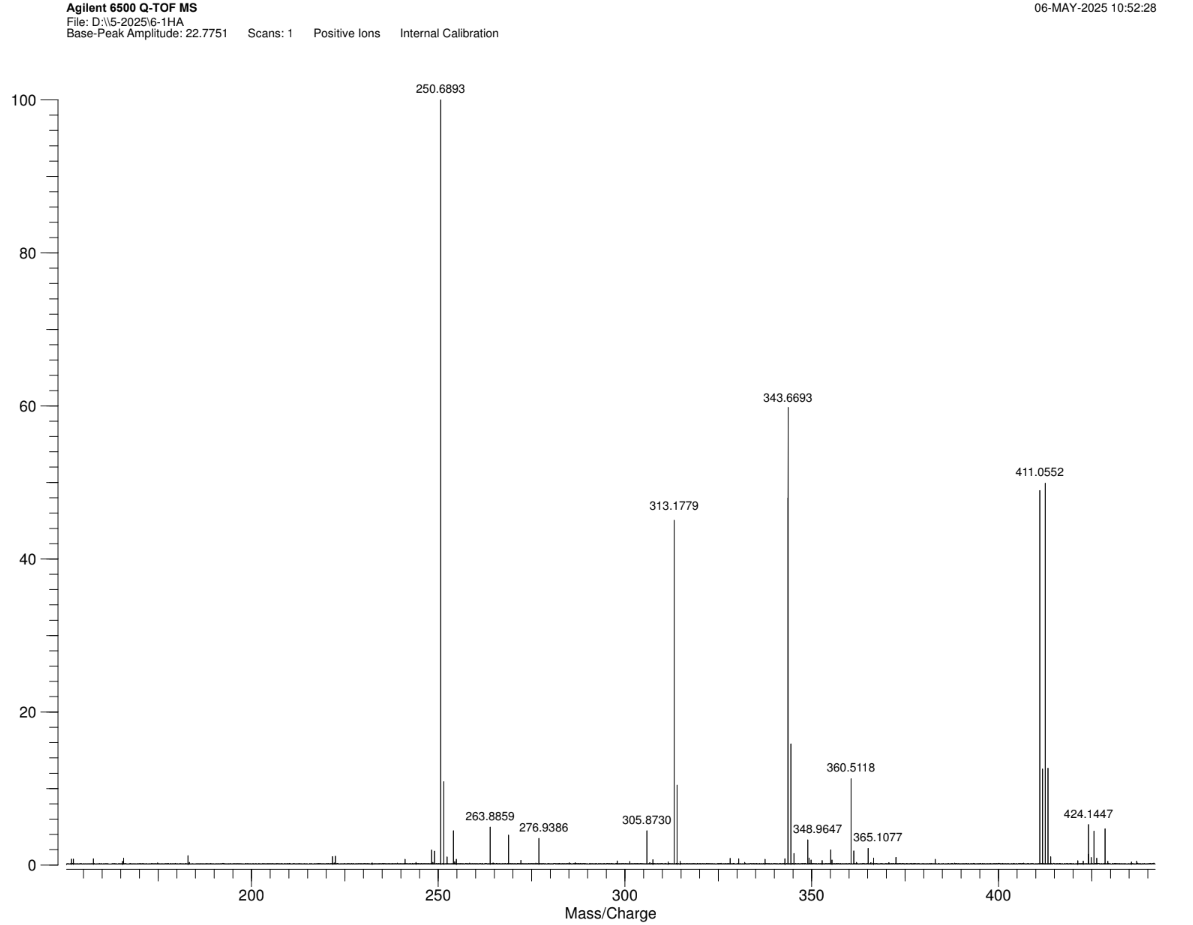 Agilent 6500 Q-TOF MS
06-MAY-2025 10:52:28
File: D:\\5-2025\6-1HA
Base-Peak Amplitude: 22.7751 Scans: 1 Positive Ions Internal Calibration
250.6893
100
80
343.6693
60
411.0552
313.1779
40
20
360.5118
263.8859
276.9386
305.8730
348.9647
365.1077
424.1447
0
200 250 300 350 400
Mass/Charge